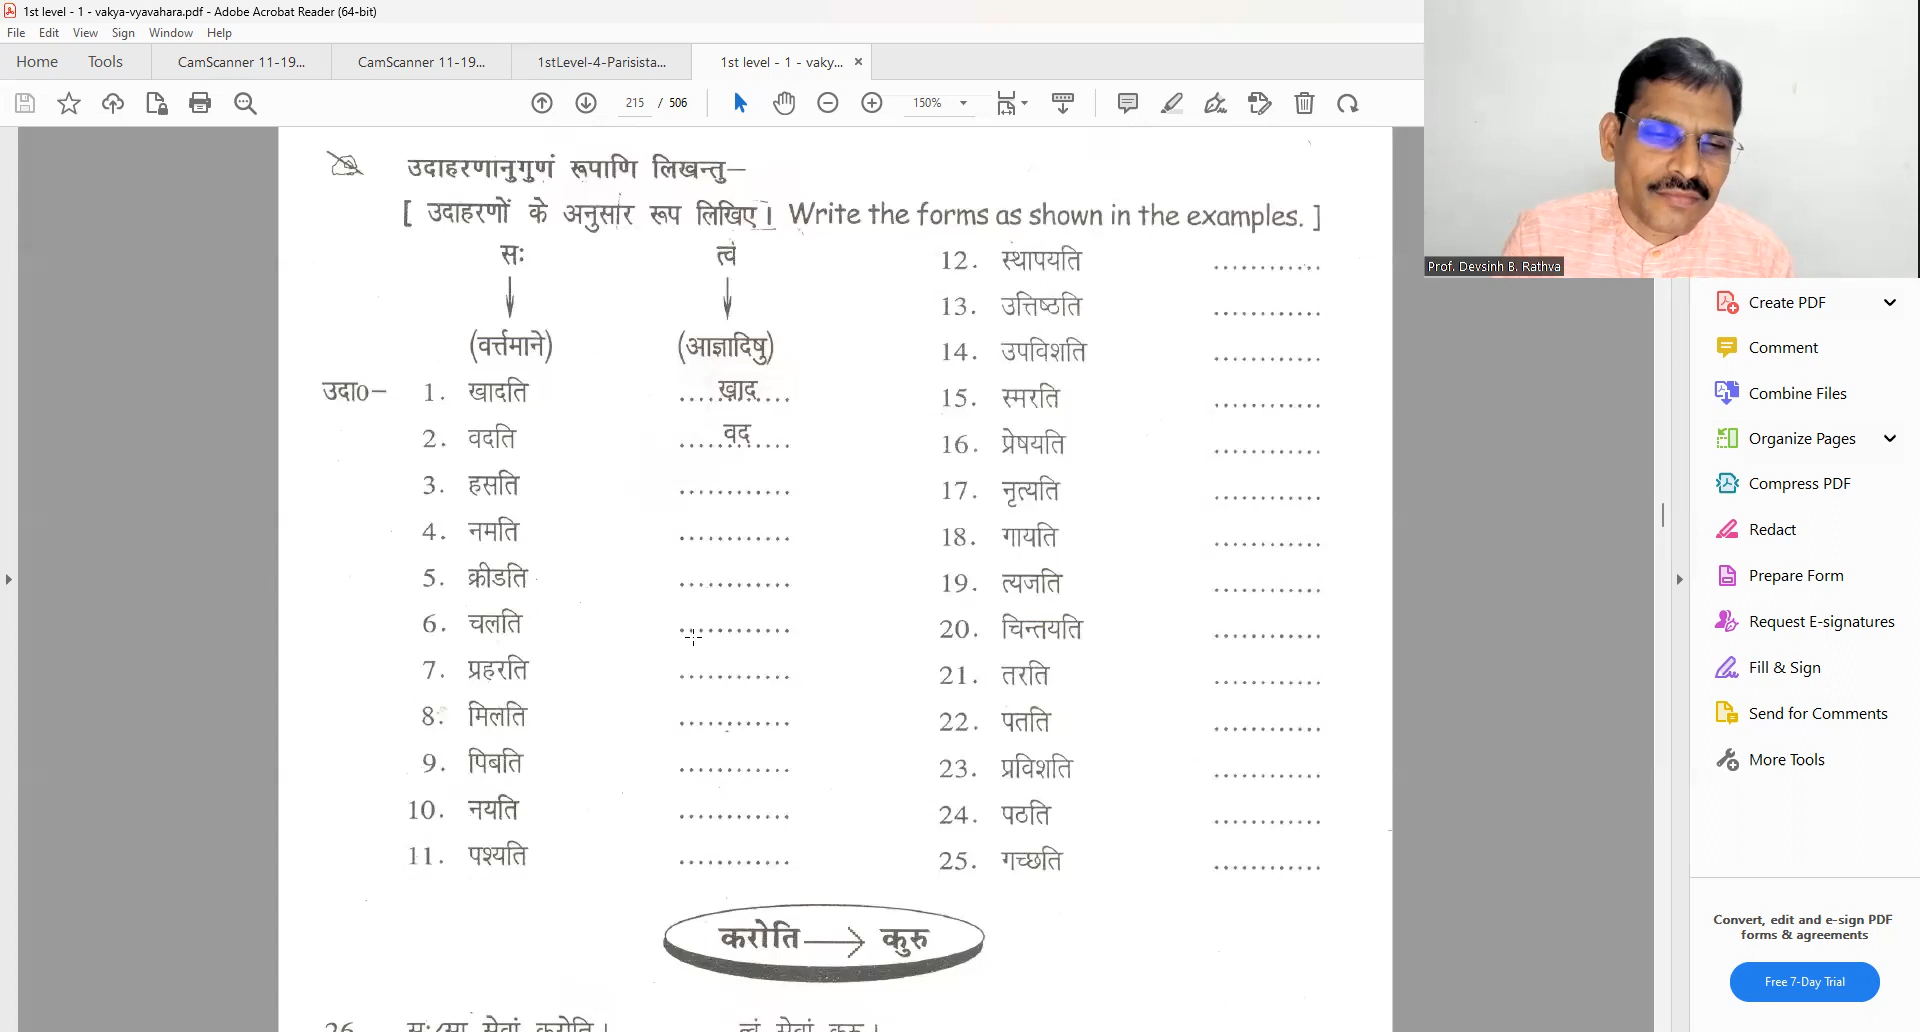 1st level - 1 - vakya-vyavahara.pdf - Adobe Acrobat Reader (64-bit)
File Edit View Sign Window Help
Home Tools CamScanner 11-19... CamScanner 11-19... 1stLevel-4-Parisista... 1st level - 1 - vaky... ×
215 / 506 150%
उदाहरणानुगुणं रूपाणि लिखन्तु–
[ उदाहरणों के अनुसार रूप लिखिए। Write the forms as shown in the examples. ]
सः त्वं
(वर्त्तमाने) (आज्ञादिषु)
उदा०– 1. खादति ....खाद....
2. वदति ....वद....
3. हसति ............
4. नमति ............
5. क्रीडति ............
6. चलति ............
7. प्रहरति ............
8. मिलति ............
9. पिबति ............
10. नयति ............
11. पश्यति ............
12. स्थापयति ............
13. उत्तिष्ठति ............
14. उपविशति ............
15. स्मरति ............
16. प्रेषयति ............
17. नृत्यति ............
18. गायति ............
19. त्यजति ............
20. चिन्तयति ............
21. तरति ............
22. पतति ............
23. प्रविशति ............
24. पठति ............
25. गच्छति ............
करोति → कुरु
26. सः/सा सेवां करोति। त्वं सेवां कुरु।
Prof. Devsinh B. Rathva
Create PDF
Comment
Combine Files
Organize Pages
Compress PDF
Redact
Prepare Form
Request E-signatures
Fill & Sign
Send for Comments
More Tools
Convert, edit and e-sign PDF
forms & agreements
Free 7-Day Trial